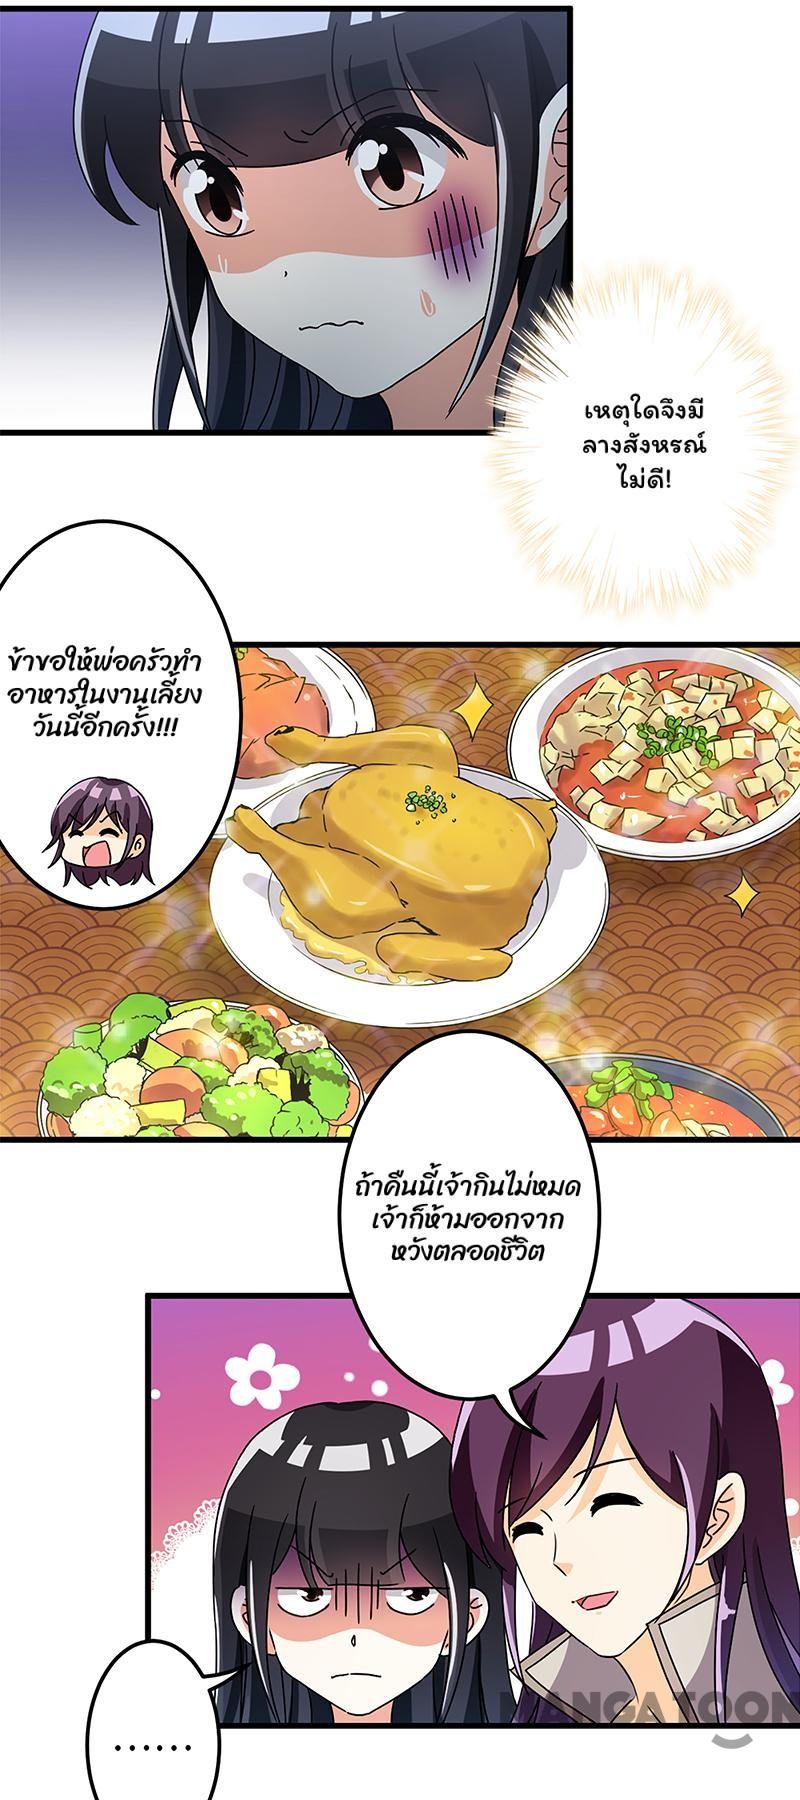 เหตุใดจึงมี
ลางสังหรณ์
ไม่ดี!
ข้าขอให้พ่อครัวทำ
อาหารในงานเลี้ยง
วันนี้อีกครั้ง!!!
ถ้าคืนนี้เจ้ากินไม่หมด
เจ้าก็ห้ามออกจาก
หวังตลอดชีวิต
......
MANGATOON